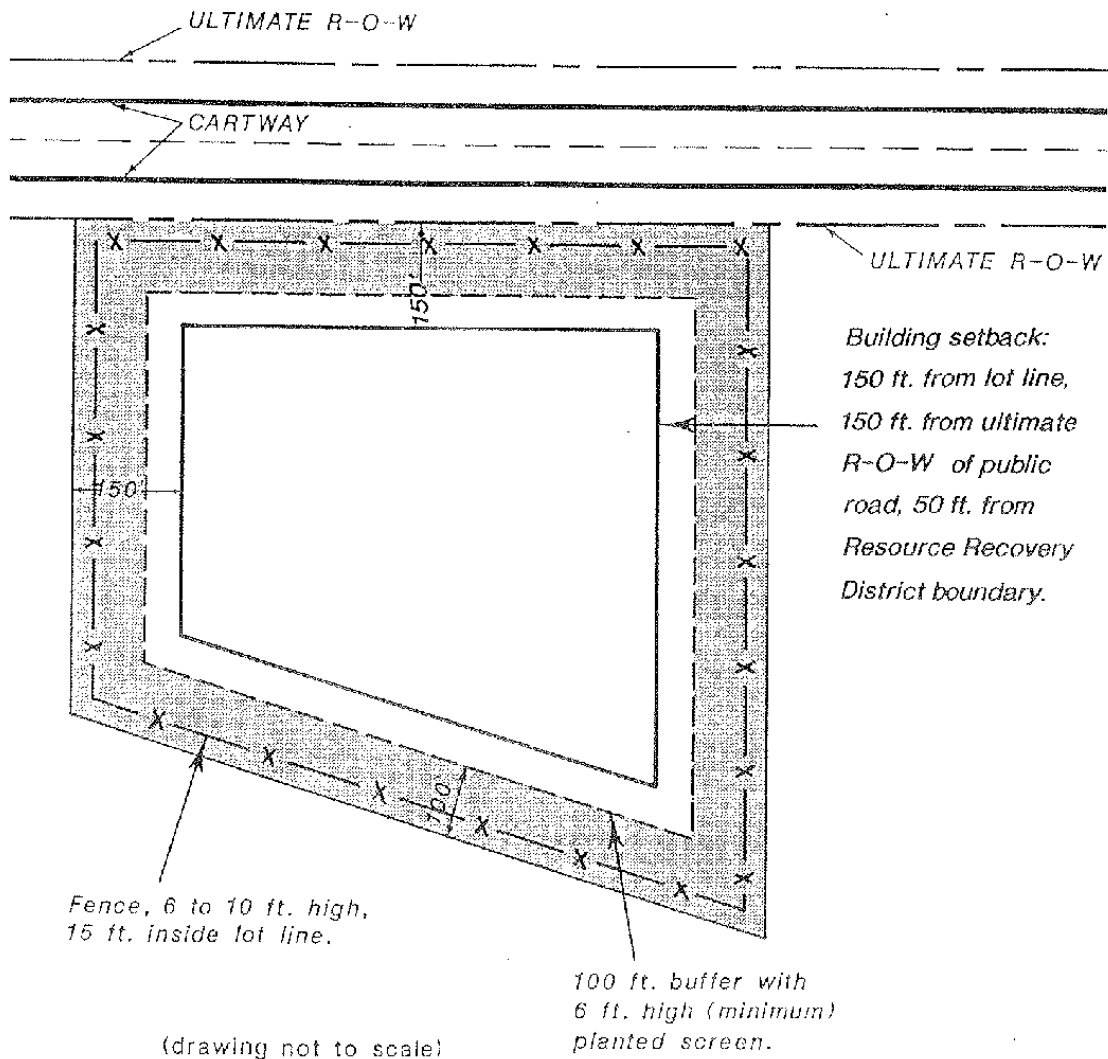 ULTIMATE R-O-W
CARTWAY
ULTIMATE R-O-W
150'
Building setback:
150 ft. from lot line,
150 ft. from ultimate
R-O-W of public
road, 50 ft. from
Resource Recovery
District boundary.
150'
100'
Fence, 6 to 10 ft. high,
15 ft. inside lot line.
100 ft. buffer with
6 ft. high (minimum)
planted screen.
(drawing not to scale)